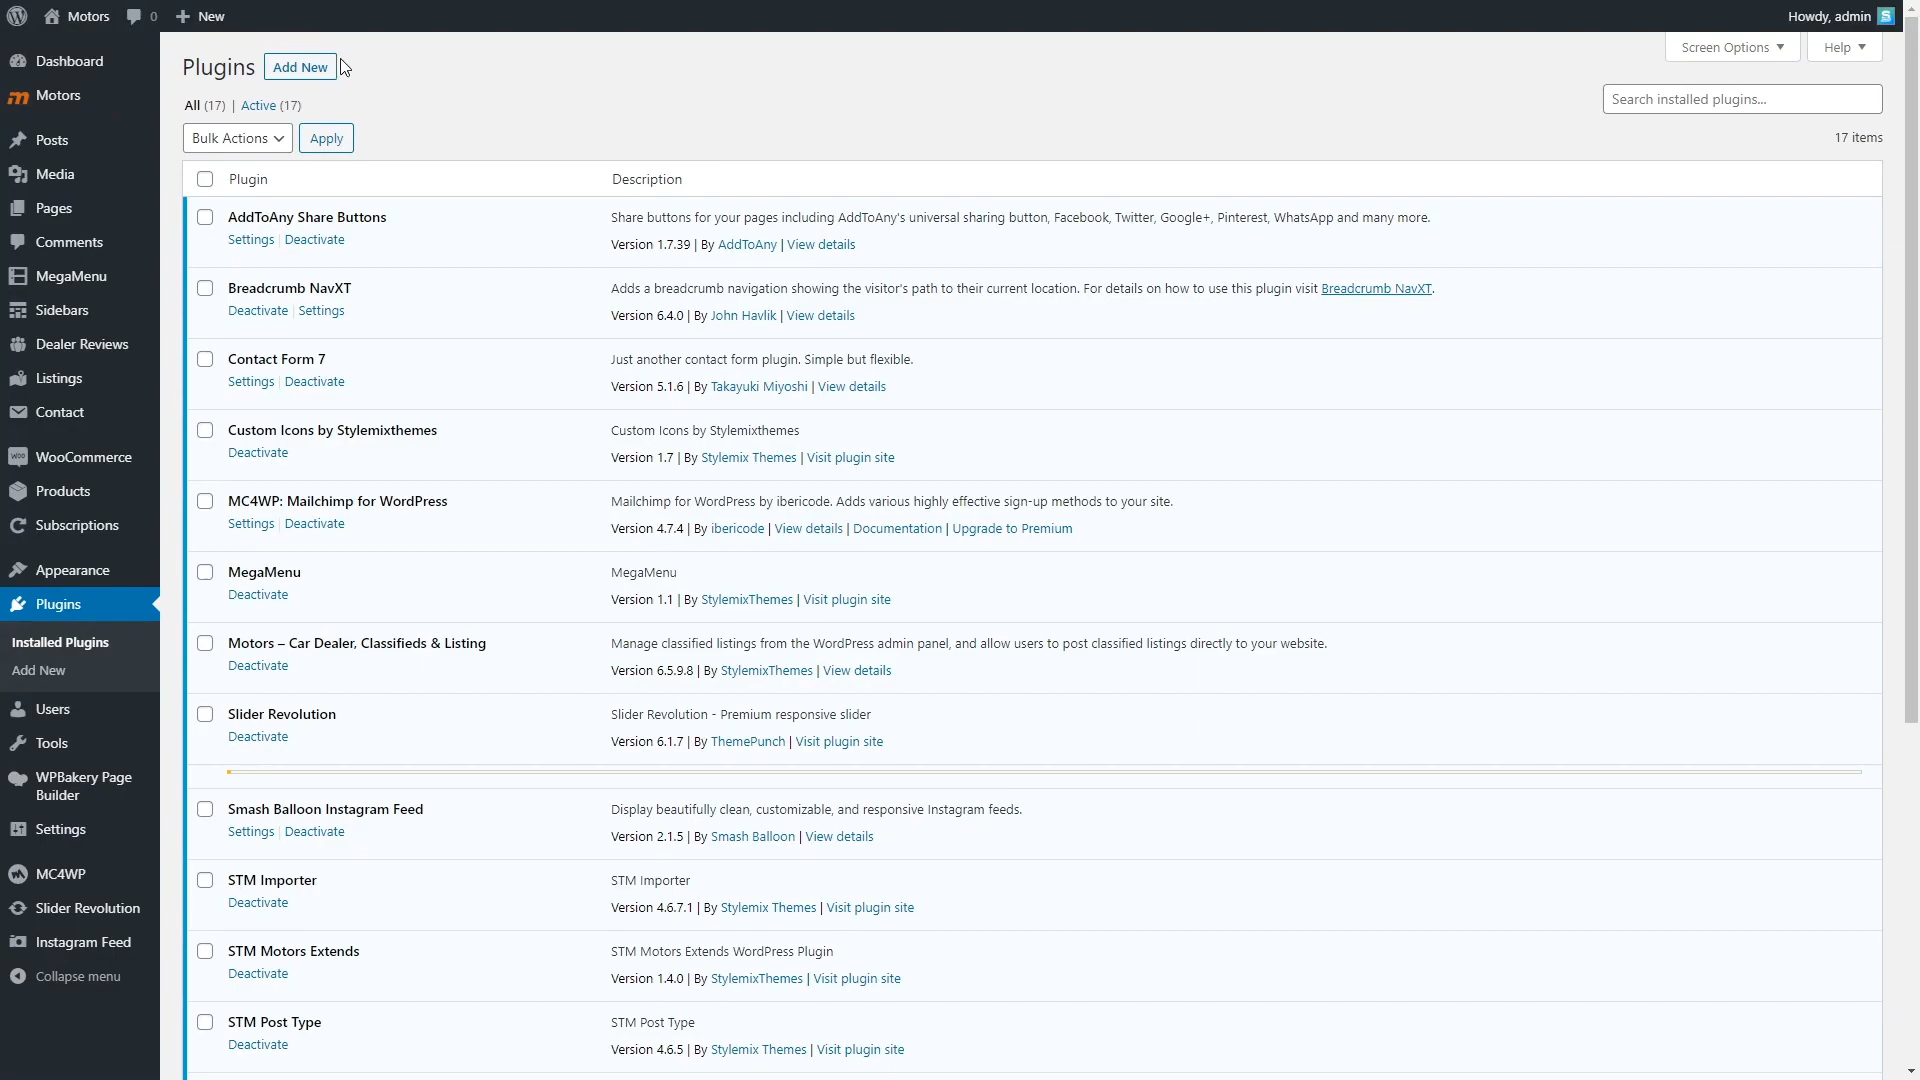 Motors
0
New
Howdy, admin
Dashboard
Motors
Posts
Media
Pages
Comments
MegaMenu
Sidebars
Dealer Reviews
Listings
Contact
WooCommerce
Products
Subscriptions
Appearance
Plugins
Installed Plugins
Add New
Users
Tools
WPBakery Page
Builder
Settings
MC4WP
Slider Revolution
Instagram Feed
Collapse menu
Screen Options
Help
Plugins
Add New
All (17) | Active (17)
Search installed plugins...
Bulk Actions
Apply
17 items
Plugin
Description
AddToAny Share Buttons
Settings | Deactivate
Share buttons for your pages including AddToAny's universal sharing button, Facebook, Twitter, Google+, Pinterest, WhatsApp and many more.
Version 1.7.39 | By AddToAny | View details
Breadcrumb NavXT
Deactivate | Settings
Adds a breadcrumb navigation showing the visitor's path to their current location. For details on how to use this plugin visit Breadcrumb NavXT.
Version 6.4.0 | By John Havlik | View details
Contact Form 7
Settings | Deactivate
Just another contact form plugin. Simple but flexible.
Version 5.1.6 | By Takayuki Miyoshi | View details
Custom Icons by Stylemixthemes
Deactivate
Custom Icons by Stylemixthemes
Version 1.7 | By Stylemix Themes | Visit plugin site
MC4WP: Mailchimp for WordPress
Settings | Deactivate
Mailchimp for WordPress by ibericode. Adds various highly effective sign-up methods to your site.
Version 4.7.4 | By ibericode | View details | Documentation | Upgrade to Premium
MegaMenu
Deactivate
MegaMenu
Version 1.1 | By StylemixThemes | Visit plugin site
Motors – Car Dealer, Classifieds & Listing
Deactivate
Manage classified listings from the WordPress admin panel, and allow users to post classified listings directly to your website.
Version 6.5.9.8 | By StylemixThemes | View details
Slider Revolution
Deactivate
Slider Revolution - Premium responsive slider
Version 6.1.7 | By ThemePunch | Visit plugin site
Smash Balloon Instagram Feed
Settings | Deactivate
Display beautifully clean, customizable, and responsive Instagram feeds.
Version 2.1.5 | By Smash Balloon | View details
STM Importer
Deactivate
STM Importer
Version 4.6.7.1 | By Stylemix Themes | Visit plugin site
STM Motors Extends
Deactivate
STM Motors Extends WordPress Plugin
Version 1.4.0 | By StylemixThemes | Visit plugin site
STM Post Type
Deactivate
STM Post Type
Version 4.6.5 | By Stylemix Themes | Visit plugin site